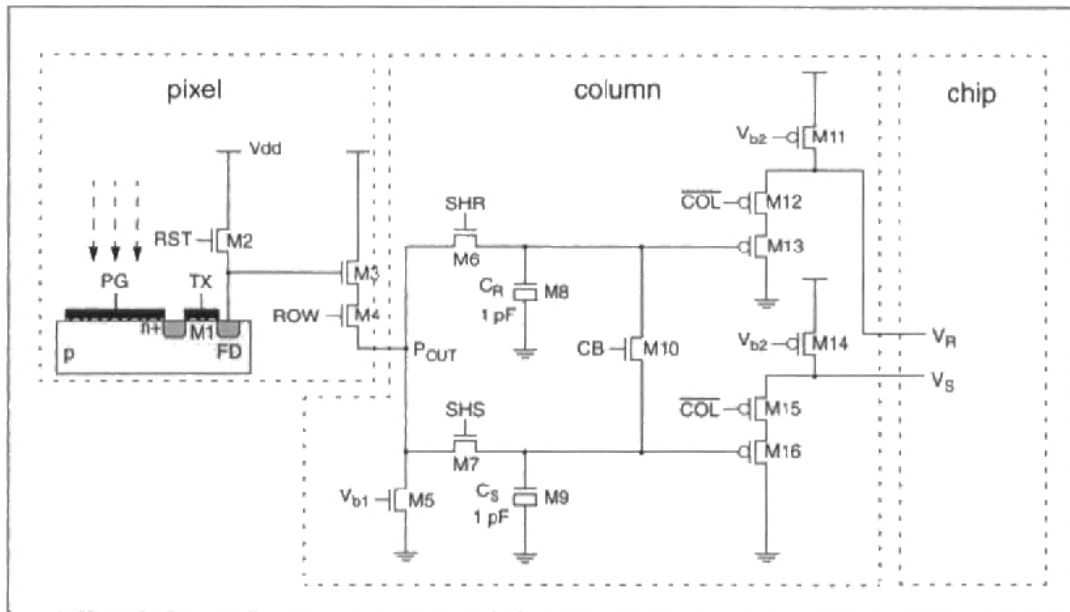 pixel
column
chip
Vdd
RST
M2
PG
TX
M3
ROW
M4
n+
M1
p
FD
P_OUT
SHR
M6
C_R
M8
1 pF
CB
M10
SHS
M7
V_b1
M5
C_S
M9
1 pF
V_b2
M11
COL
M12
M13
V_b2
M14
COL
M15
M16
V_R
V_S